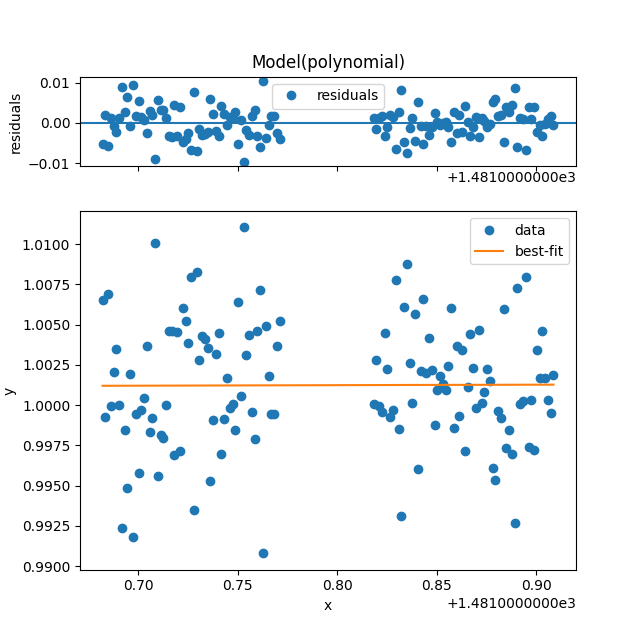 Model(polynomial)
residuals
0.01
0.00
−0.01
residuals
+1.4810000000e3
y
1.0100
1.0075
1.0050
1.0025
1.0000
0.9975
0.9950
0.9925
0.9900
data
best-fit
0.70 0.75 0.80 0.85 0.90
x
+1.4810000000e3